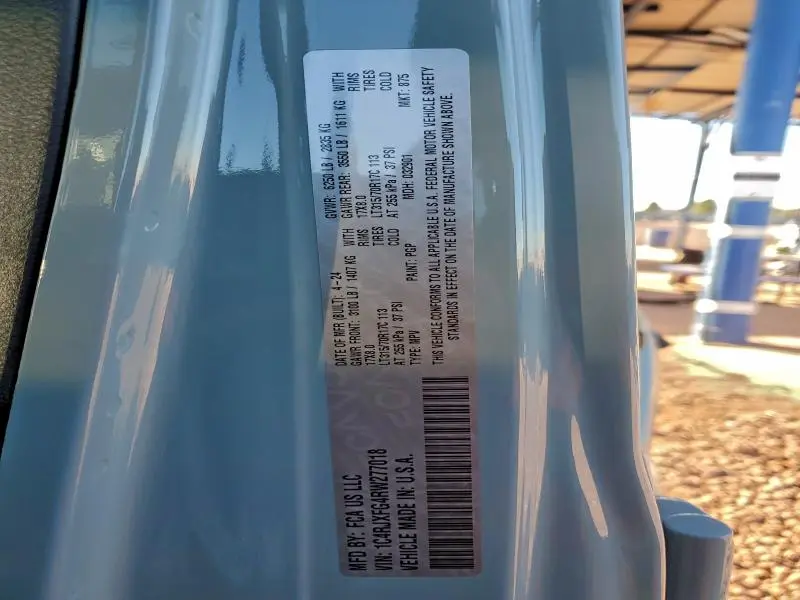 MFD BY: FCA US LLC
VIN: 1C4RJXFG4RW277018
VEHICLE MADE IN: U.S.A.
DATE OF MFR (BUILT): 4-24
GAWR FRONT: 3100 LB / 1407 KG WITH
17X8.0 RIMS
LT315/70R17C 113 TIRES
AT 255 kPa / 37 PSI COLD
TYPE: MPV PAINT: PGP
GVWR: 6250 LB / 2835 KG
GAWR REAR: 3550 LB / 1611 KG WITH
17X8.0 RIMS
LT315/70R17C 113 TIRES
AT 255 kPa / 37 PSI COLD
MDH: 032901 MKT: 875
THIS VEHICLE CONFORMS TO ALL APPLICABLE U.S.A. FEDERAL MOTOR VEHICLE SAFETY
STANDARDS IN EFFECT ON THE DATE OF MANUFACTURE SHOWN ABOVE.